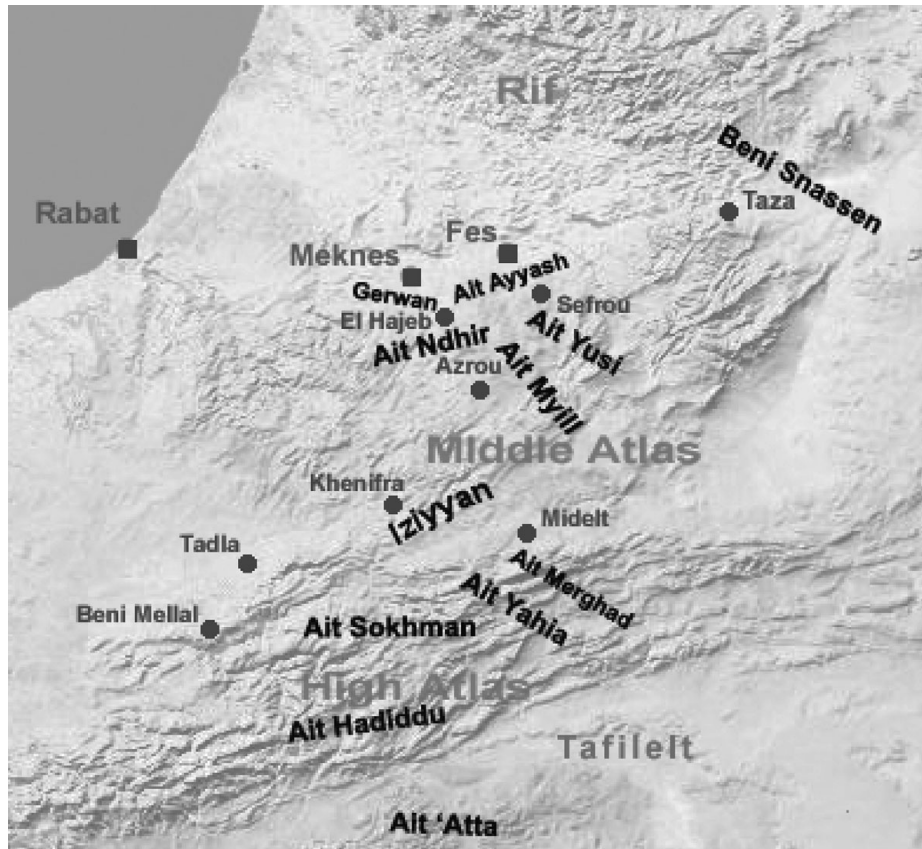 Rif
Beni Snassen
Taza
Rabat
Fes
Meknes
Ait Ayyash
Gerwan
Sefrou
El Hajeb
Ait Yusi
Ait Ndhir
Ait Myill
Azrou
Middle Atlas
Khenifra
Iziyyan
Midelt
Tadla
Ait Merghad
Ait Yahia
Beni Mellal
Ait Sokhman
High Atlas
Ait Hadiddu
Tafilelt
Ait ‘Atta